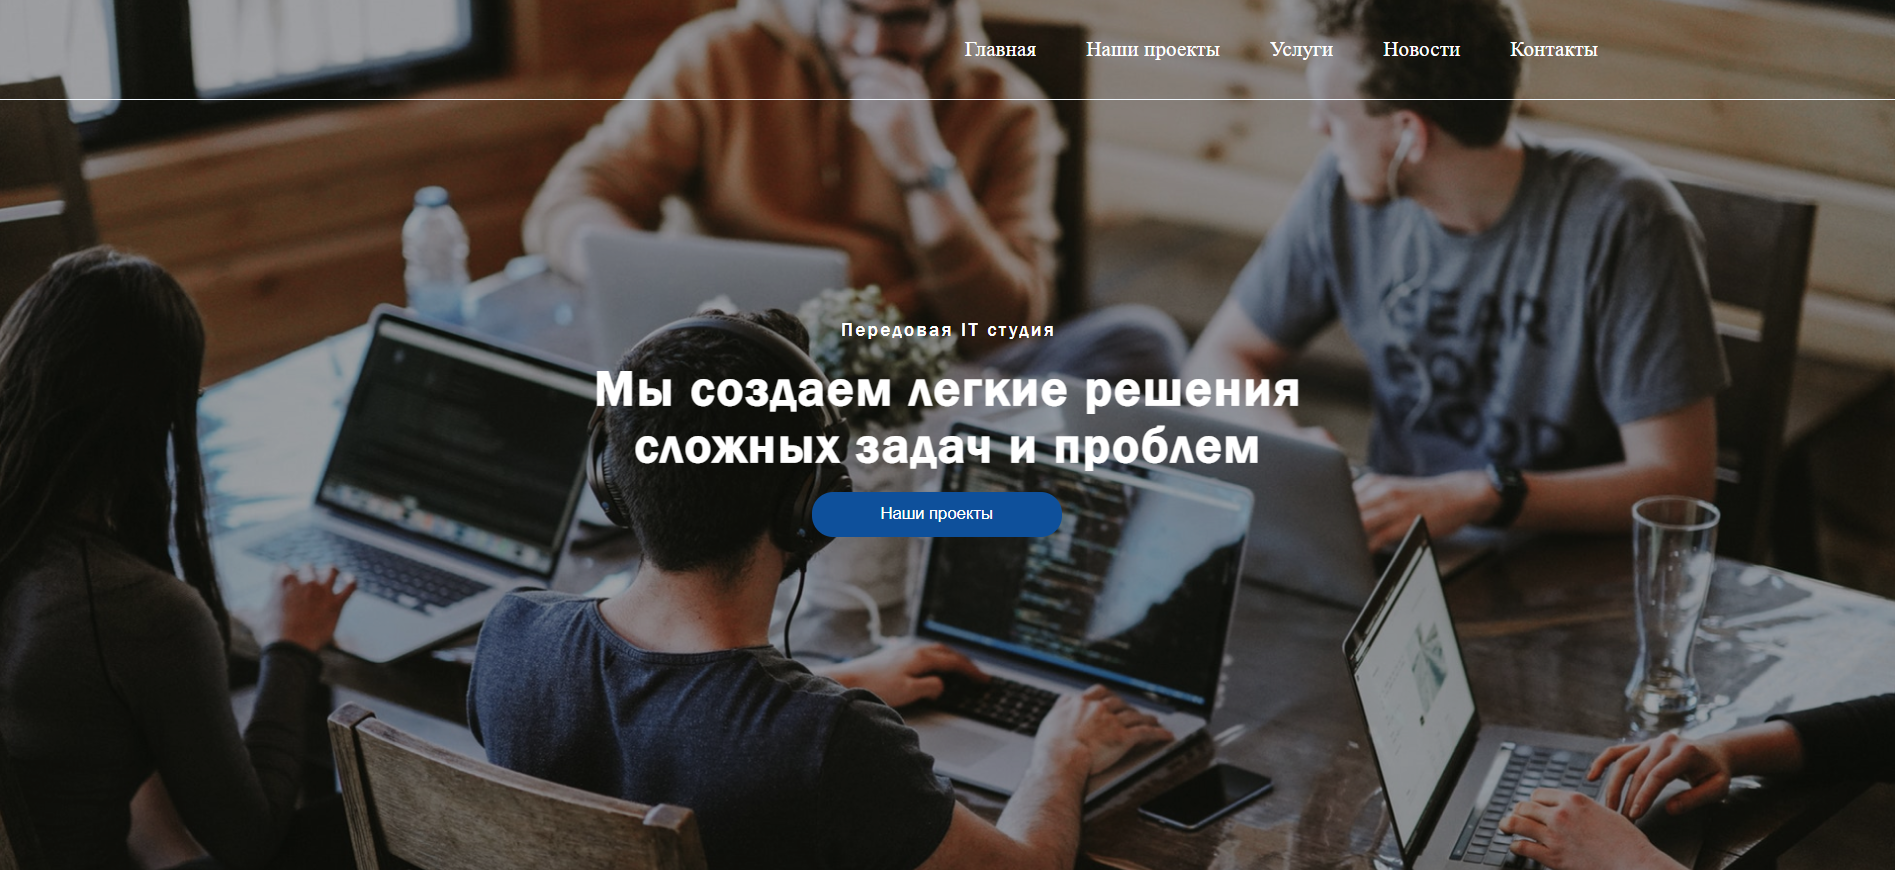 Главная Наши проекты Услуги Новости Контакты
Передовая IT студия
Мы создаем легкие решения
сложных задач и проблем
Наши проекты